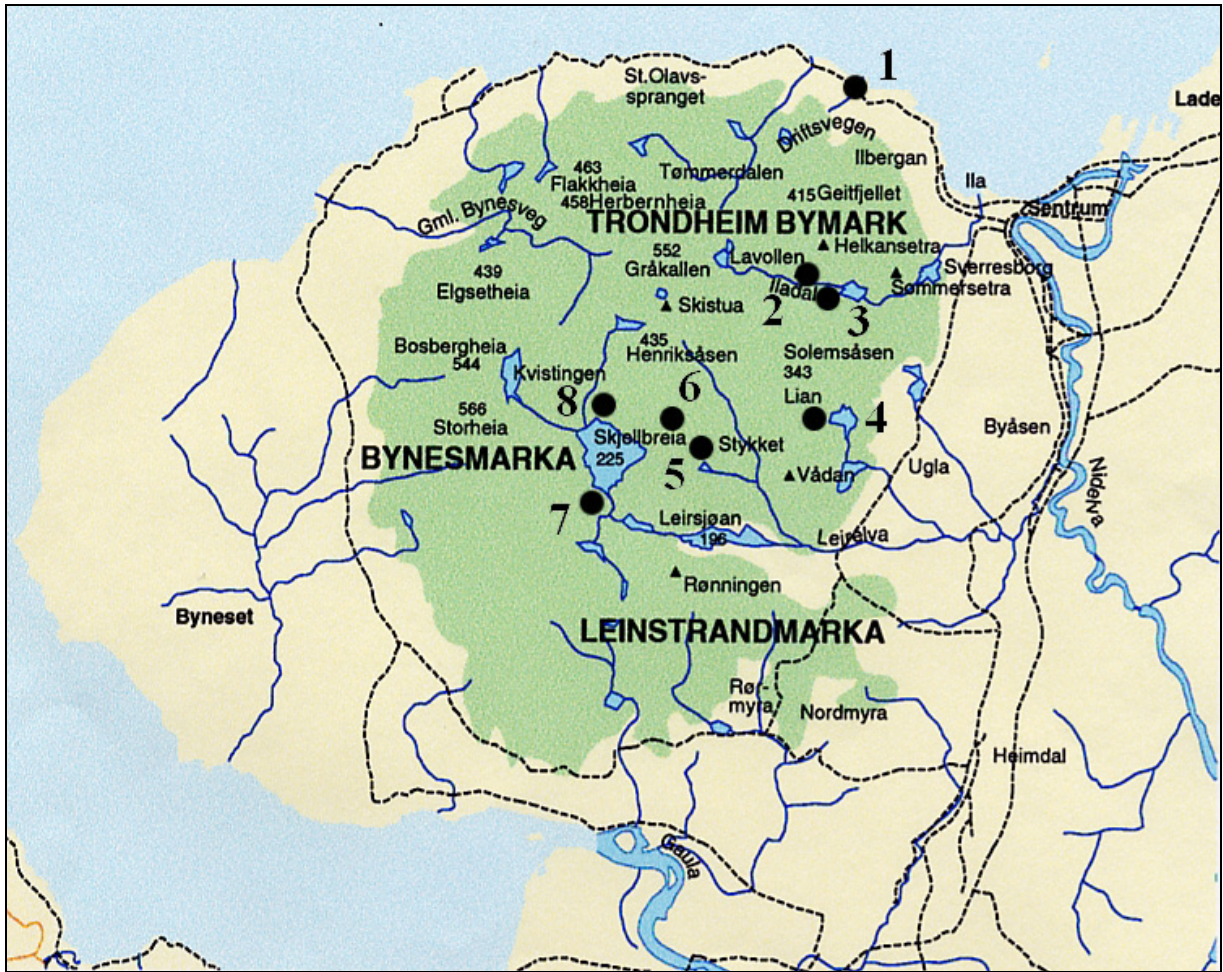 1
St.Olavs-
spranget
Lade
Driftsvegen
Ilbergan
463
Flakkheia
Tømmerdalen
Ila
458 Herbernheia
415 Geitfjellet
Sentrum
Gml. Bynesveg
TRONDHEIM BYMARK
552
Gråkallen
Lavollen
Helkansetra
439
Elgsetheia
Iladal
Sverresborg
Sømmersetra
Skistua
2
3
Bosbergheia
544
435
Henriksåsen
Solemsåsen
343
Kvistingen
8
6
Lian
4
566
Storheia
Skjellbreia
225
Stykket
5
Byåsen
BYNESMARKA
Vådan
Ugla
Nidelva
7
Leirsjøan
196
Leirelva
Rønningen
Byneset
LEINSTRANDMARKA
Rør-
myra
Nordmyra
Heimdal
Gaula